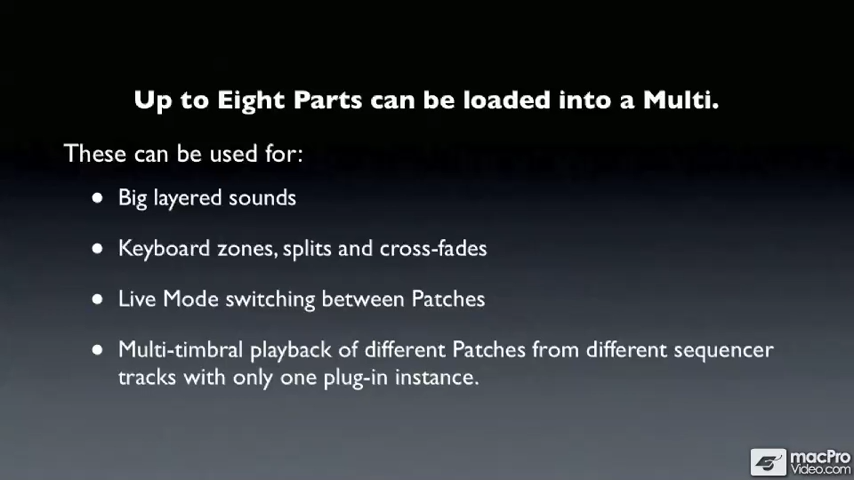 Up to Eight Parts can be loaded into a Multi.
These can be used for:
• Big layered sounds
• Keyboard zones, splits and cross-fades
• Live Mode switching between Patches
• Multi-timbral playback of different Patches from different sequencer
tracks with only one plug-in instance.
macPro
Video.com